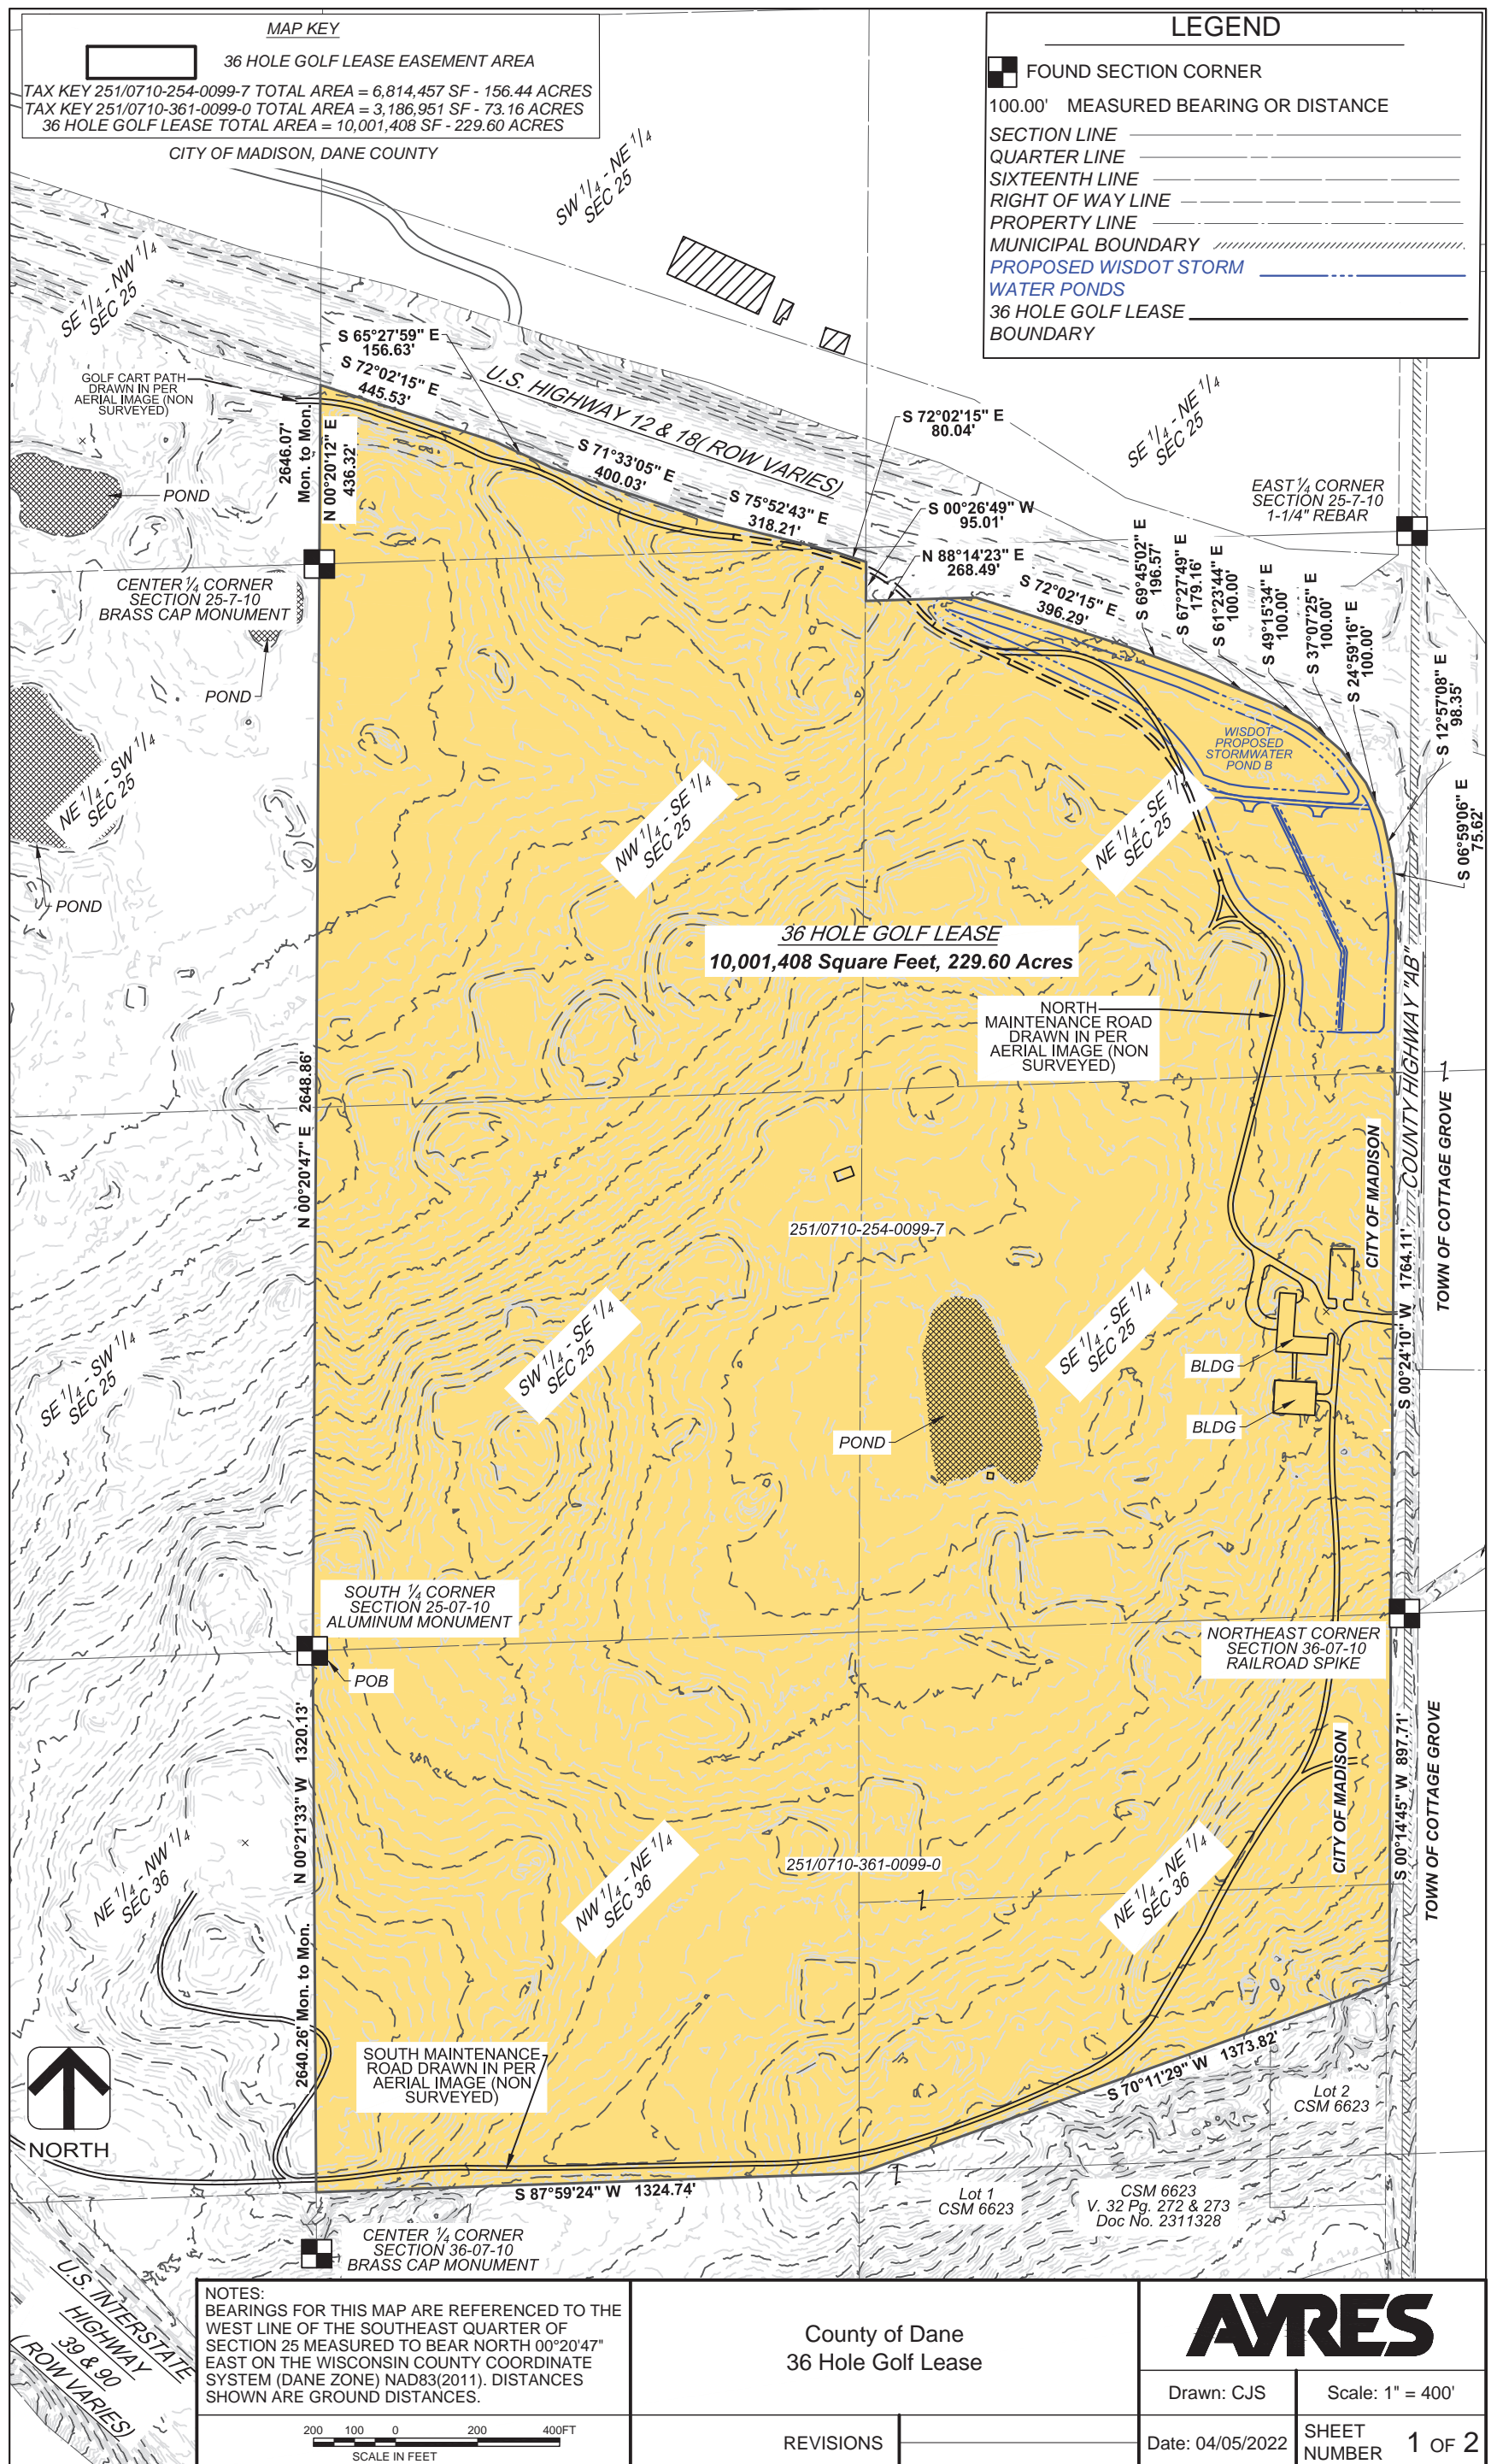 MAP KEY
36 HOLE GOLF LEASE EASEMENT AREA
TAX KEY 251/0710-254-0099-7 TOTAL AREA = 6,814,457 SF - 156.44 ACRES
TAX KEY 251/0710-361-0099-0 TOTAL AREA = 3,186,951 SF - 73.16 ACRES
36 HOLE GOLF LEASE TOTAL AREA = 10,001,408 SF - 229.60 ACRES
CITY OF MADISON, DANE COUNTY
LEGEND
FOUND SECTION CORNER
100.00' MEASURED BEARING OR DISTANCE
SECTION LINE
QUARTER LINE
SIXTEENTH LINE
RIGHT OF WAY LINE
PROPERTY LINE
MUNICIPAL BOUNDARY
PROPOSED WISDOT STORM
WATER PONDS
36 HOLE GOLF LEASE
BOUNDARY
SW 1/4 - NE 1/4
SEC 25
SE 1/4 - NW 1/4
SEC 25
SE 1/4 - NE 1/4
SEC 25
GOLF CART PATH
DRAWN IN PER
AERIAL IMAGE (NON
SURVEYED)
S 65°27'59" E
156.63'
S 72°02'15" E
445.53'
U.S. HIGHWAY 12 & 18( ROW VARIES)
2646.07'
Mon. to Mon.
N 00°20'12" E
436.32'
S 71°33'05" E
400.03'
S 75°52'43" E
318.21'
S 72°02'15" E
80.04'
S 00°26'49" W
95.01'
N 88°14'23" E
268.49'
S 72°02'15" E
396.29'
S 69°45'02" E
196.57'
S 67°27'49" E
179.16'
S 61°23'44" E
100.00'
S 49°15'34" E
100.00'
S 37°07'25" E
100.00'
S 24°59'16" E
100.00'
S 12°57'08" E
98.35'
S 06°59'06" E
75.62'
EAST 1/4 CORNER
SECTION 25-7-10
1-1/4" REBAR
POND
CENTER 1/4 CORNER
SECTION 25-7-10
BRASS CAP MONUMENT
POND
NE 1/4 - SW 1/4
SEC 25
POND
WISDOT
PROPOSED
STORMWATER
POND B
NW 1/4 - SE 1/4
SEC 25
NE 1/4 - SE 1/
SEC 25
36 HOLE GOLF LEASE
10,001,408 Square Feet, 229.60 Acres
NORTH
MAINTENANCE ROAD
DRAWN IN PER
AERIAL IMAGE (NON
SURVEYED)
COUNTY HIGHWAY "AB"
N 00°20'47" E 2648.86'
CITY OF MADISON
TOWN OF COTTAGE GROVE
S 00°24'10" W 1764.11'
251/0710-254-0099-7
SE 1/4 - SW 1/4
SEC 25
SW 1/4 - SE 1/4
SEC 25
SE 1/4 - SE 1/4
SEC 25
BLDG
BLDG
POND
SOUTH 1/4 CORNER
SECTION 25-07-10
ALUMINUM MONUMENT
POB
NORTHEAST CORNER
SECTION 36-07-10
RAILROAD SPIKE
N 00°21'33" W 1320.13'
2640.26' Mon. to Mon.
CITY OF MADISON
S 00°14'45" W 897.71'
TOWN OF COTTAGE GROVE
NE 1/4 - NW 1/4
SEC 36
NW 1/4 - NE 1/4
SEC 36
251/0710-361-0099-0
NE 1/4 - NE 1/4
SEC 36
SOUTH MAINTENANCE
ROAD DRAWN IN PER
AERIAL IMAGE (NON
SURVEYED)
NORTH
S 70°11'29" W 1373.82'
Lot 2
CSM 6623
S 87°59'24" W 1324.74'
Lot 1
CSM 6623
CSM 6623
V. 32 Pg. 272 & 273
Doc No. 2311328
CENTER 1/4 CORNER
SECTION 36-07-10
BRASS CAP MONUMENT
U.S. INTERSTATE
HIGHWAY
39 & 90
(ROW VARIES)
NOTES:
BEARINGS FOR THIS MAP ARE REFERENCED TO THE
WEST LINE OF THE SOUTHEAST QUARTER OF
SECTION 25 MEASURED TO BEAR NORTH 00°20'47"
EAST ON THE WISCONSIN COUNTY COORDINATE
SYSTEM (DANE ZONE) NAD83(2011). DISTANCES
SHOWN ARE GROUND DISTANCES.
200 100 0 200 400FT
SCALE IN FEET
County of Dane
36 Hole Golf Lease
REVISIONS
AYRES
Drawn: CJS
Scale: 1" = 400'
Date: 04/05/2022
SHEET
NUMBER
1 OF 2